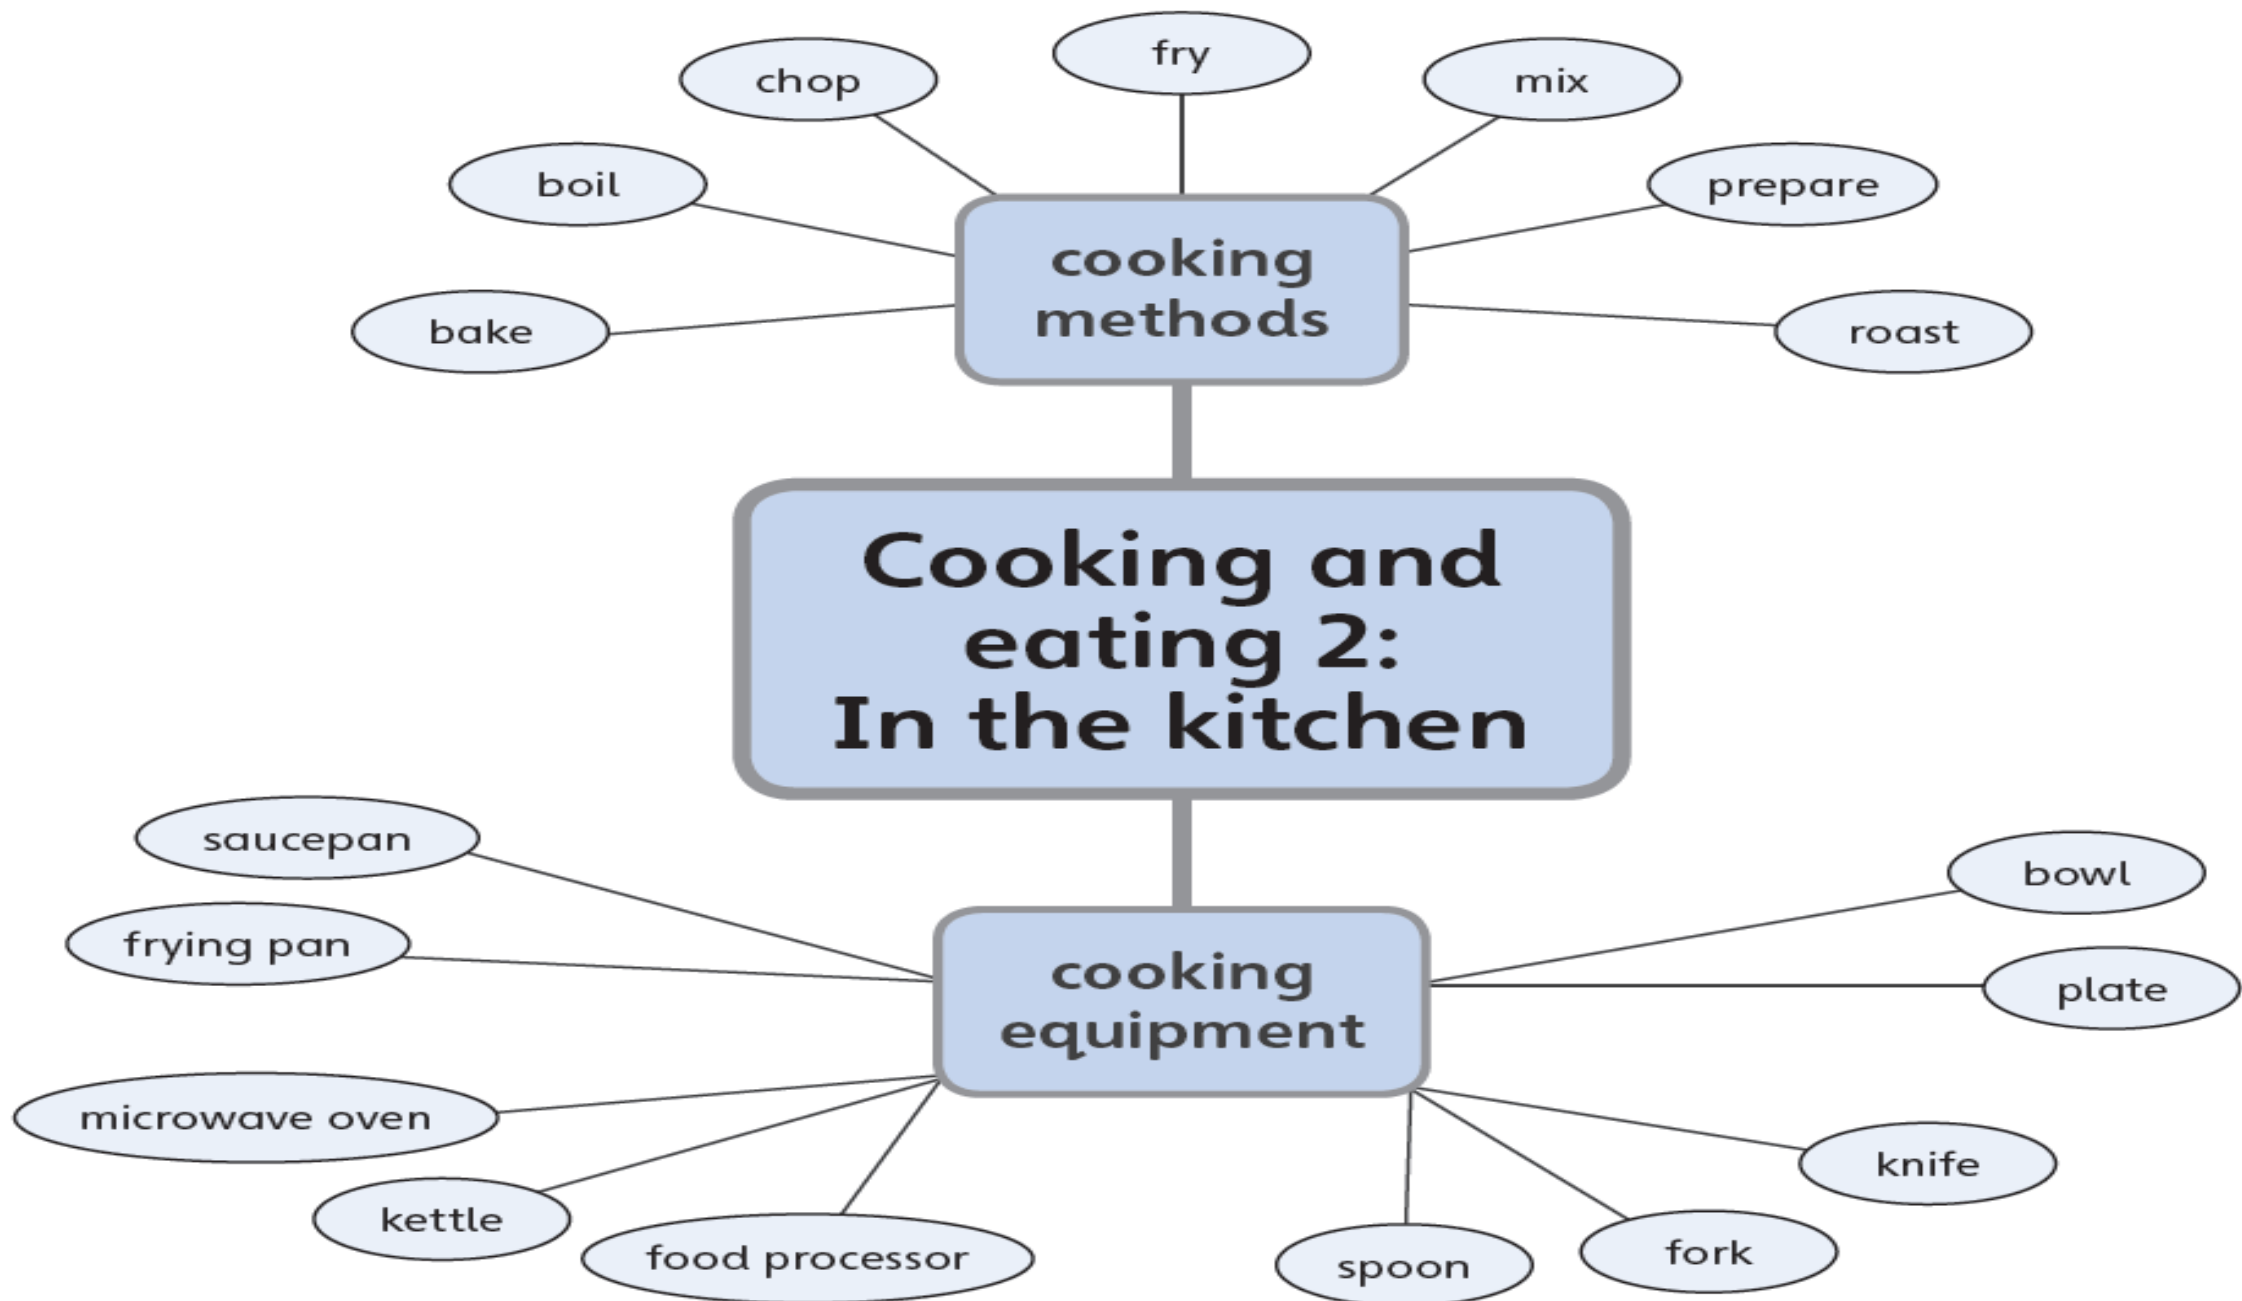 fry
chop
mix
boil
prepare
bake
roast
cooking
methods
Cooking and
eating 2:
In the kitchen
saucepan
bowl
frying pan
plate
cooking
equipment
microwave oven
knife
kettle
food processor
spoon
fork